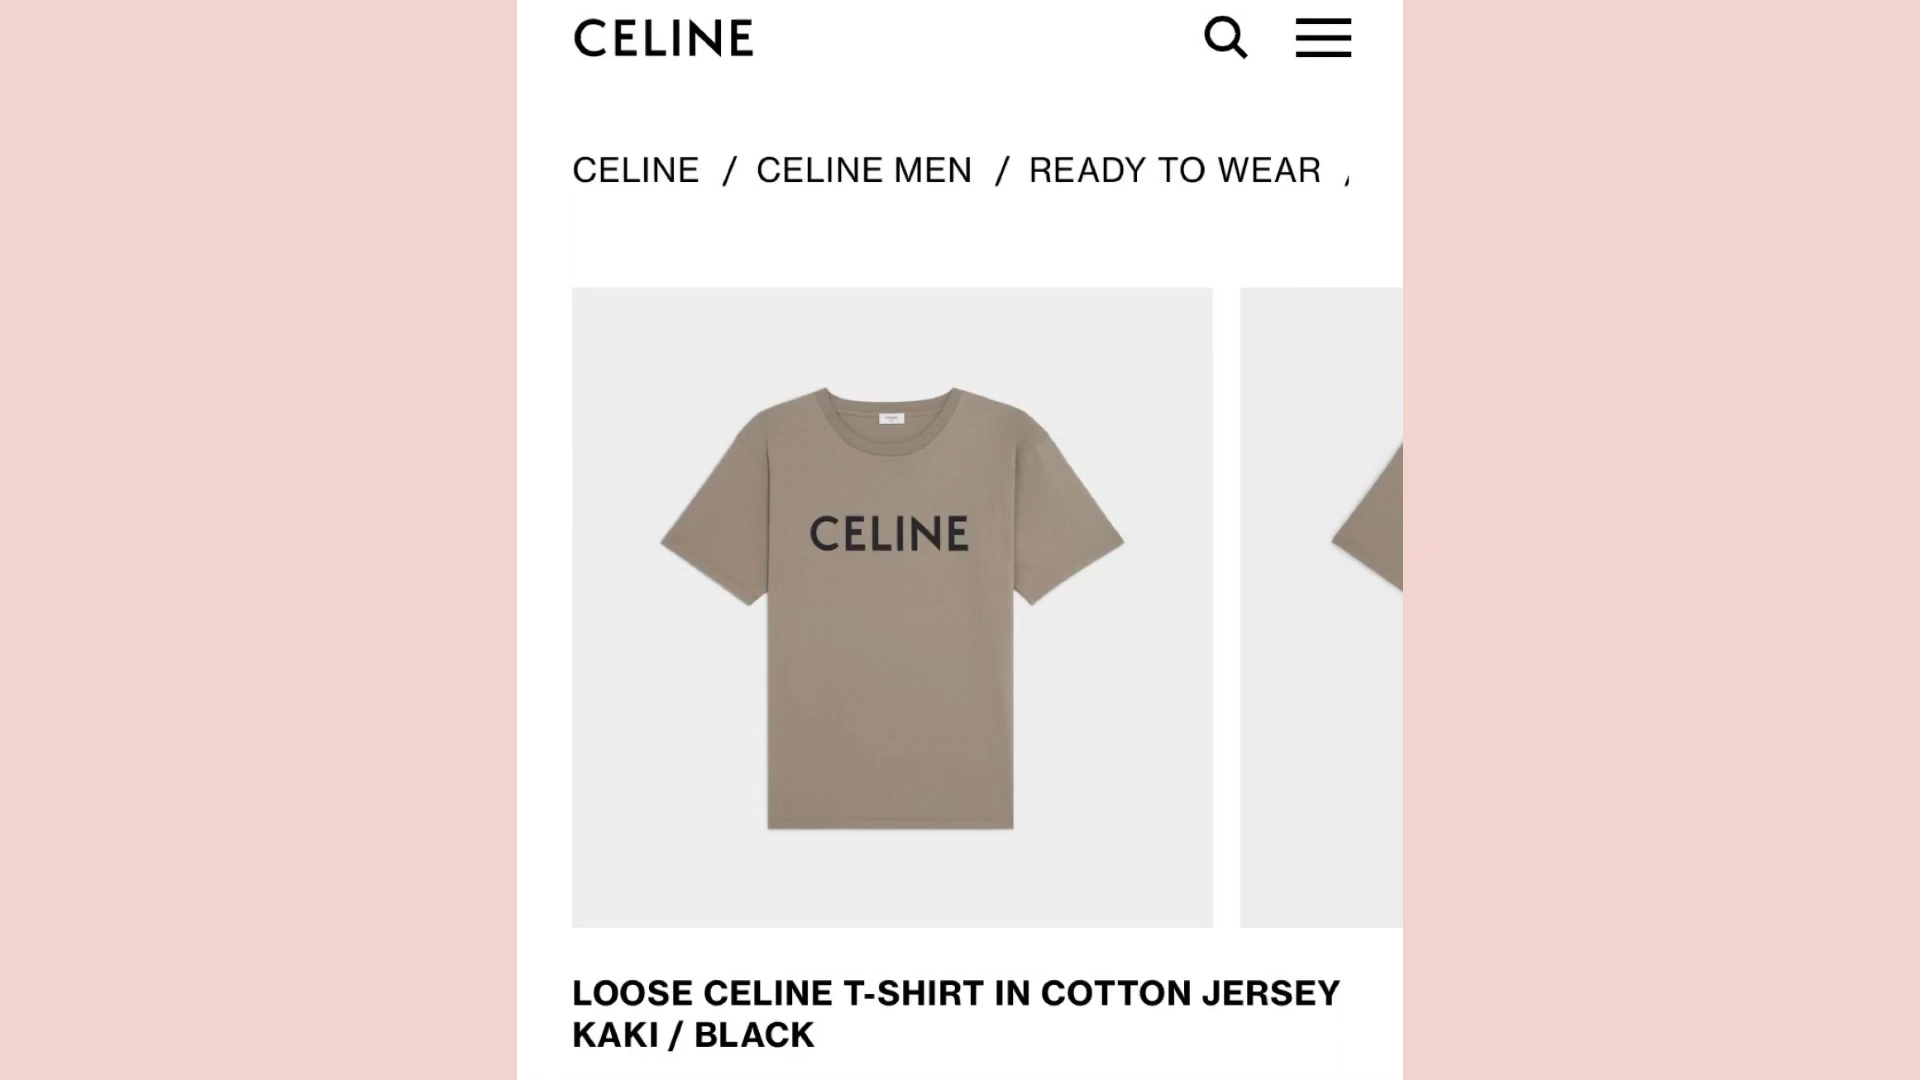 CELINE
CELINE / CELINE MEN / READY TO WEAR /
CELINE
LOOSE CELINE T-SHIRT IN COTTON JERSEY
KAKI / BLACK